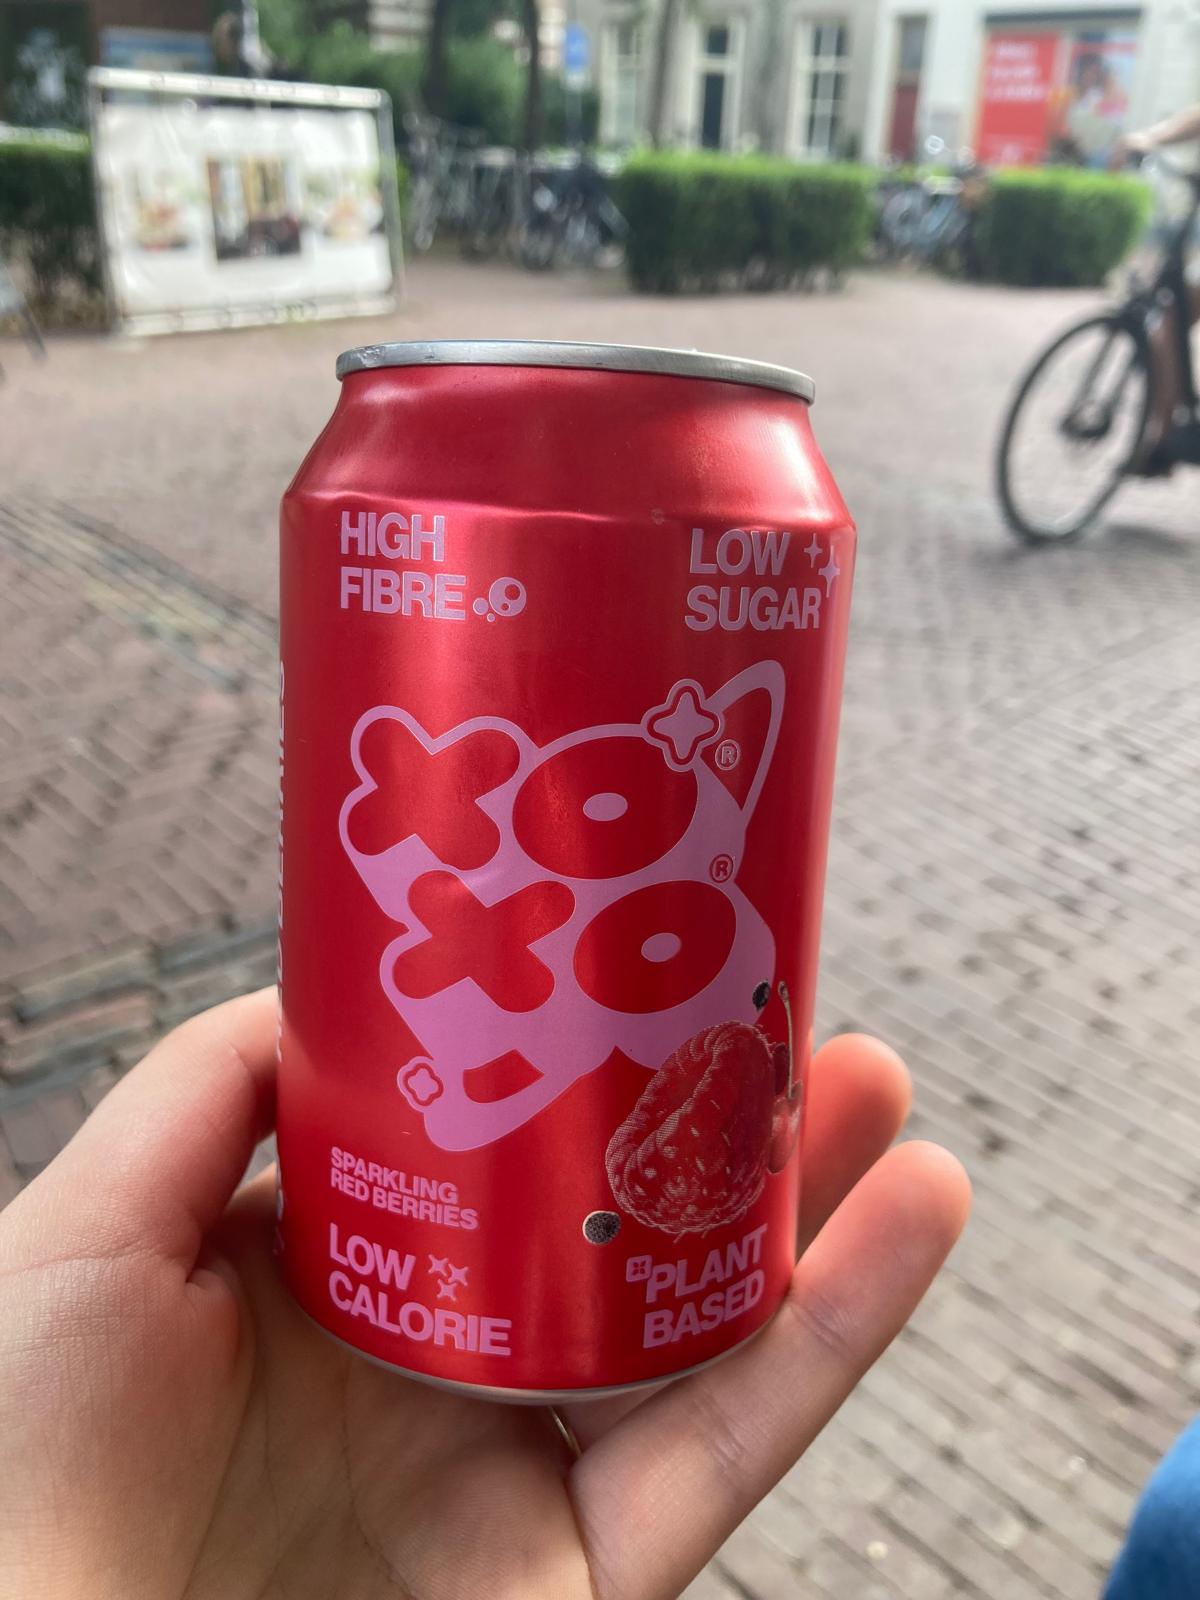 HIGH
FIBRE
LOW
SUGAR
XO
®
XO
®
SPARKLING
RED BERRIES
LOW
CALORIE
PLANT
BASED